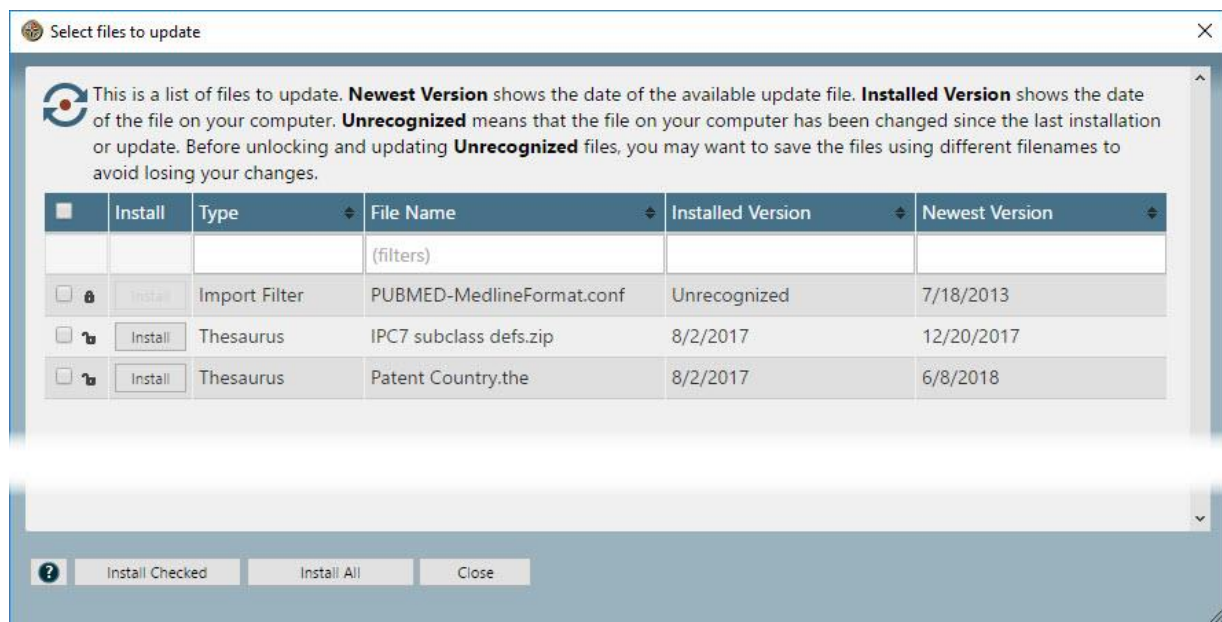 Select files to update
This is a list of files to update. Newest Version shows the date of the available update file. Installed Version shows the date
of the file on your computer. Unrecognized means that the file on your computer has been changed since the last installation
or update. Before unlocking and updating Unrecognized files, you may want to save the files using different filenames to
avoid losing your changes.
Install Type File Name Installed Version Newest Version
(filters)
Install Import Filter PUBMED-MedlineFormat.conf Unrecognized 7/18/2013
Install Thesaurus IPC7 subclass defs.zip 8/2/2017 12/20/2017
Install Thesaurus Patent Country.the 8/2/2017 6/8/2018
? Install Checked Install All Close